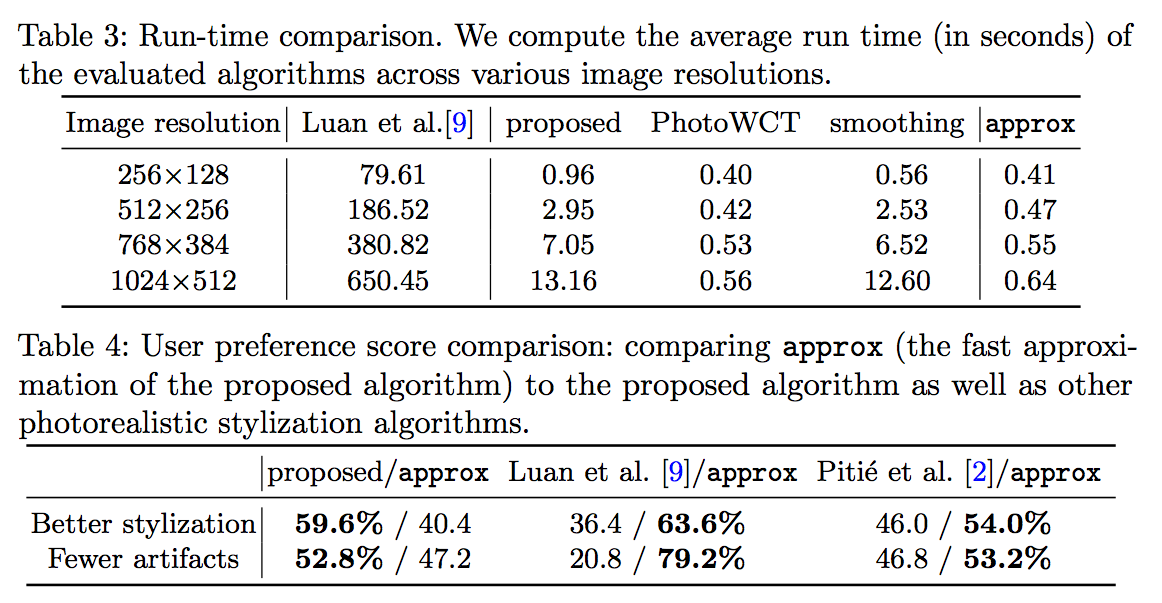 Table 3: Run-time comparison. We compute the average run time (in seconds) of
the evaluated algorithms across various image resolutions.
Image resolution Luan et al.[9] proposed PhotoWCT smoothing approx
256×128 79.61 0.96 0.40 0.56 0.41
512×256 186.52 2.95 0.42 2.53 0.47
768×384 380.82 7.05 0.53 6.52 0.55
1024×512 650.45 13.16 0.56 12.60 0.64
Table 4: User preference score comparison: comparing approx (the fast approxi-
mation of the proposed algorithm) to the proposed algorithm as well as other
photorealistic stylization algorithms.
proposed/approx Luan et al. [9]/approx Pitié et al. [2]/approx
Better stylization 59.6% / 40.4 36.4 / 63.6% 46.0 / 54.0%
Fewer artifacts 52.8% / 47.2 20.8 / 79.2% 46.8 / 53.2%